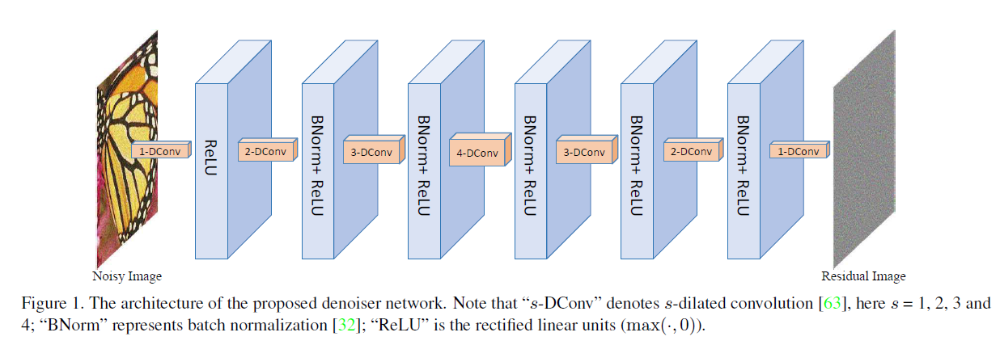 1-DConv
ReLU
2-DConv
BNorm+ ReLU
3-DConv
BNorm+ ReLU
4-DConv
BNorm+ ReLU
3-DConv
BNorm+ ReLU
2-DConv
BNorm+ ReLU
1-DConv
Noisy Image
Residual Image
Figure 1. The architecture of the proposed denoiser network. Note that “s-DConv” denotes s-dilated convolution [63], here s = 1, 2, 3 and
4; “BNorm” represents batch normalization [32]; “ReLU” is the rectified linear units (max(·, 0)).